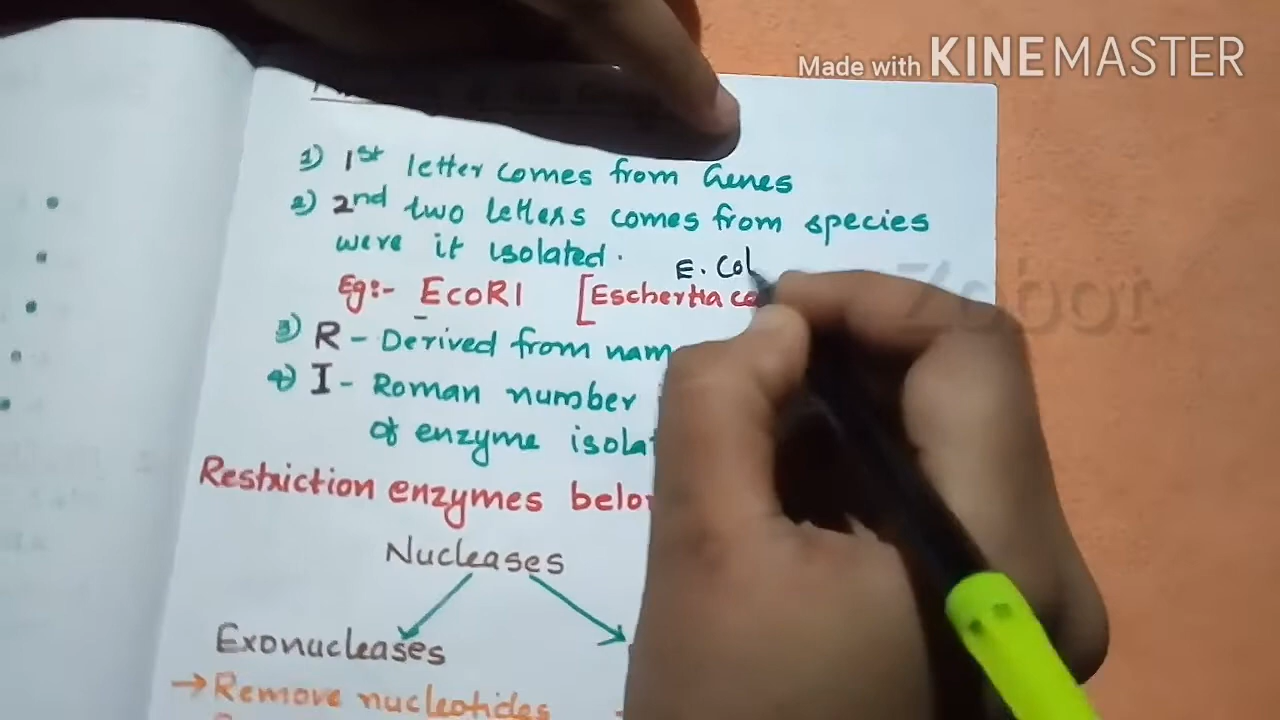 Made with KINEMASTER
1) 1st letter comes from Genes
2) 2nd two letters comes from species
were it isolated.
E. Col
Eg:- EcoRI [Eschertia co
3) R - Derived from nam
4) I - Roman number
of enzyme isolat
Restriction enzymes belon
Nucleases
Exonucleases
→ Remove nucleotides